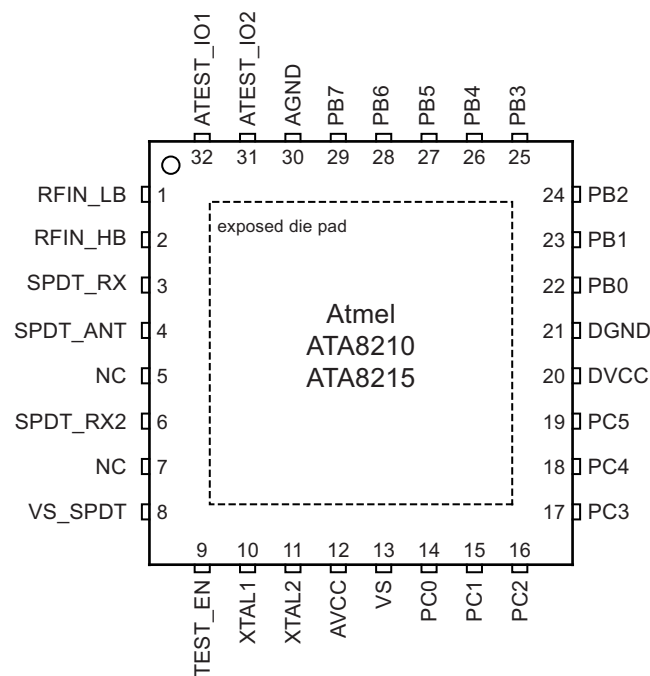 ATEST_IO1
ATEST_IO2
AGND
PB7
PB6
PB5
PB4
PB3
32 31 30 29 28 27 26 25
RFIN_LB 1
RFIN_HB 2
SPDT_RX 3
SPDT_ANT 4
NC 5
SPDT_RX2 6
NC 7
VS_SPDT 8
exposed die pad
Atmel
ATA8210
ATA8215
24 PB2
23 PB1
22 PB0
21 DGND
20 DVCC
19 PC5
18 PC4
17 PC3
9 10 11 12 13 14 15 16
TEST_EN
XTAL1
XTAL2
AVCC
VS
PC0
PC1
PC2